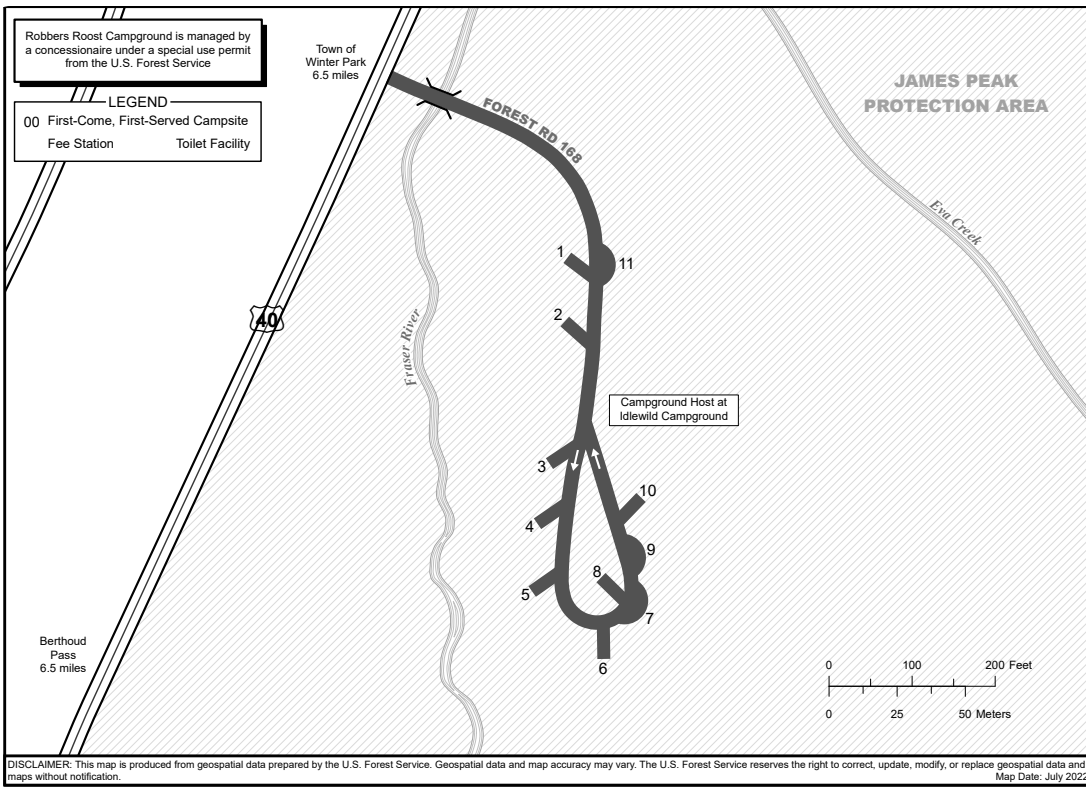 Robbers Roost Campground is managed by
a concessionaire under a special use permit
from the U.S. Forest Service
LEGEND
00 First-Come, First-Served Campsite
Fee Station Toilet Facility
Town of
Winter Park
6.5 miles
JAMES PEAK
PROTECTION AREA
FOREST RD 168
Eva Creek
1
11
2
40
Fraser River
Campground Host at
Idlewild Campground
3
10
4
9
8
5
7
6
Berthoud
Pass
6.5 miles
0 100 200 Feet
0 25 50 Meters
DISCLAIMER: This map is produced from geospatial data prepared by the U.S. Forest Service. Geospatial data and map accuracy may vary. The U.S. Forest Service reserves the right to correct, update, modify, or replace geospatial data and
maps without notification.
Map Date: July 2022